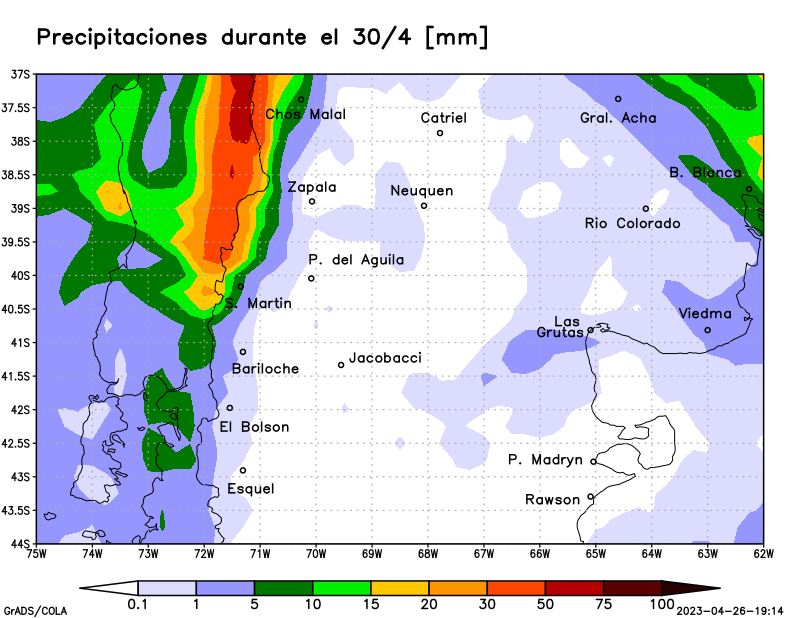 Precipitaciones durante el 30/4 [mm]
37S
37.5S
38S
38.5S
39S
39.5S
40S
40.5S
41S
41.5S
42S
42.5S
43S
43.5S
44S
Chos Malal
Catriel
Gral. Acha
B. Blanca
Zapala
Neuquen
Rio Colorado
P. del Aguila
S. Martin
Viedma
Las
Grutas
Bariloche
Jacobacci
El Bolson
P. Madryn
Esquel
Rawson
75W 74W 73W 72W 71W 70W 69W 68W 67W 66W 65W 64W 63W 62W
0.1 1 5 10 15 20 30 50 75 100
GrADS/COLA
2023-04-26-19:14